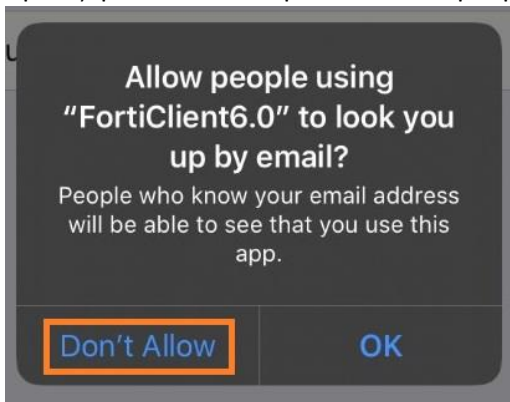 Allow people using
“FortiClient6.0” to look you
up by email?
People who know your email address
will be able to see that you use this
app.
Don’t Allow
OK